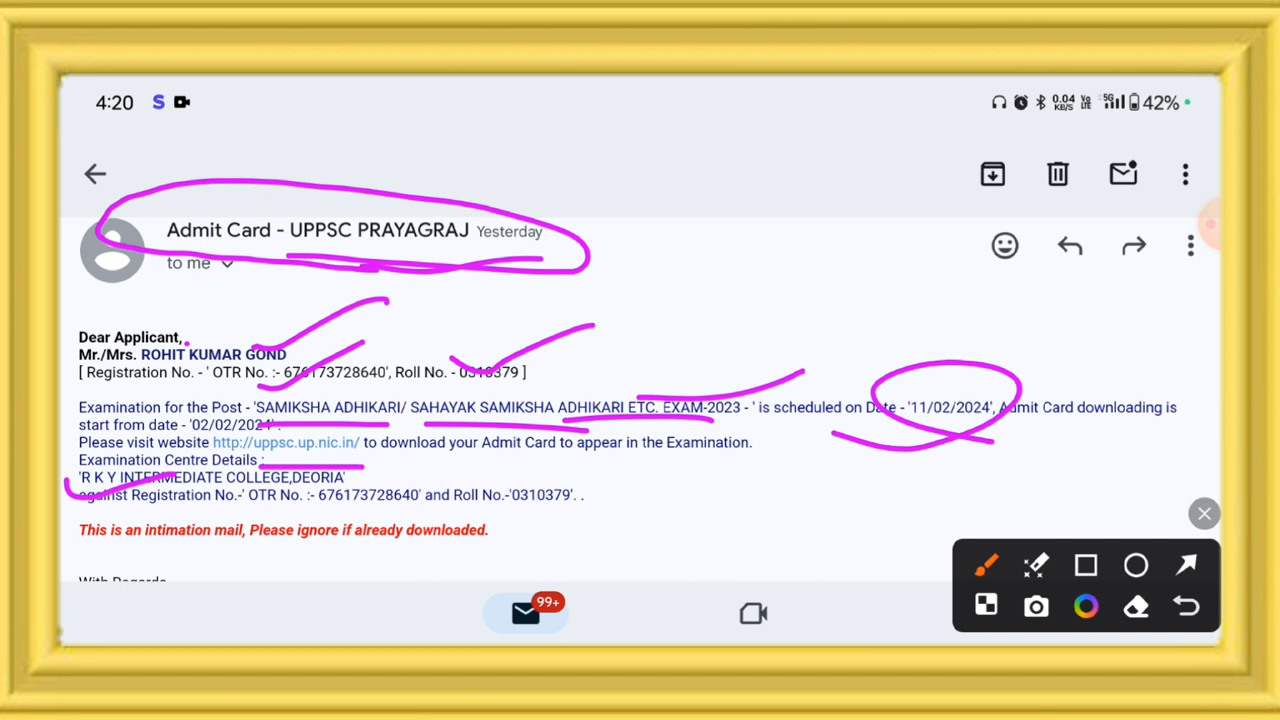 4:20 S 0.04 KB/S Vo LTE 5G 42%
Admit Card - UPPSC PRAYAGRAJ Yesterday
to me
Dear Applicant,
Mr./Mrs. ROHIT KUMAR GOND
[ Registration No. - ' OTR No. :- 676173728640', Roll No. - 0310379 ]
Examination for the Post - 'SAMIKSHA ADHIKARI/ SAHAYAK SAMIKSHA ADHIKARI ETC. EXAM-2023 - ' is scheduled on Date - '11/02/2024', Admit Card downloading is
start from date - '02/02/2024' .
Please visit website http://uppsc.up.nic.in/ to download your Admit Card to appear in the Examination.
Examination Centre Details :
'R K Y INTERMEDIATE COLLEGE,DEORIA'
against Registration No.-' OTR No. :- 676173728640' and Roll No.-'0310379'. .
This is an intimation mail, Please ignore if already downloaded.
With Regards
99+